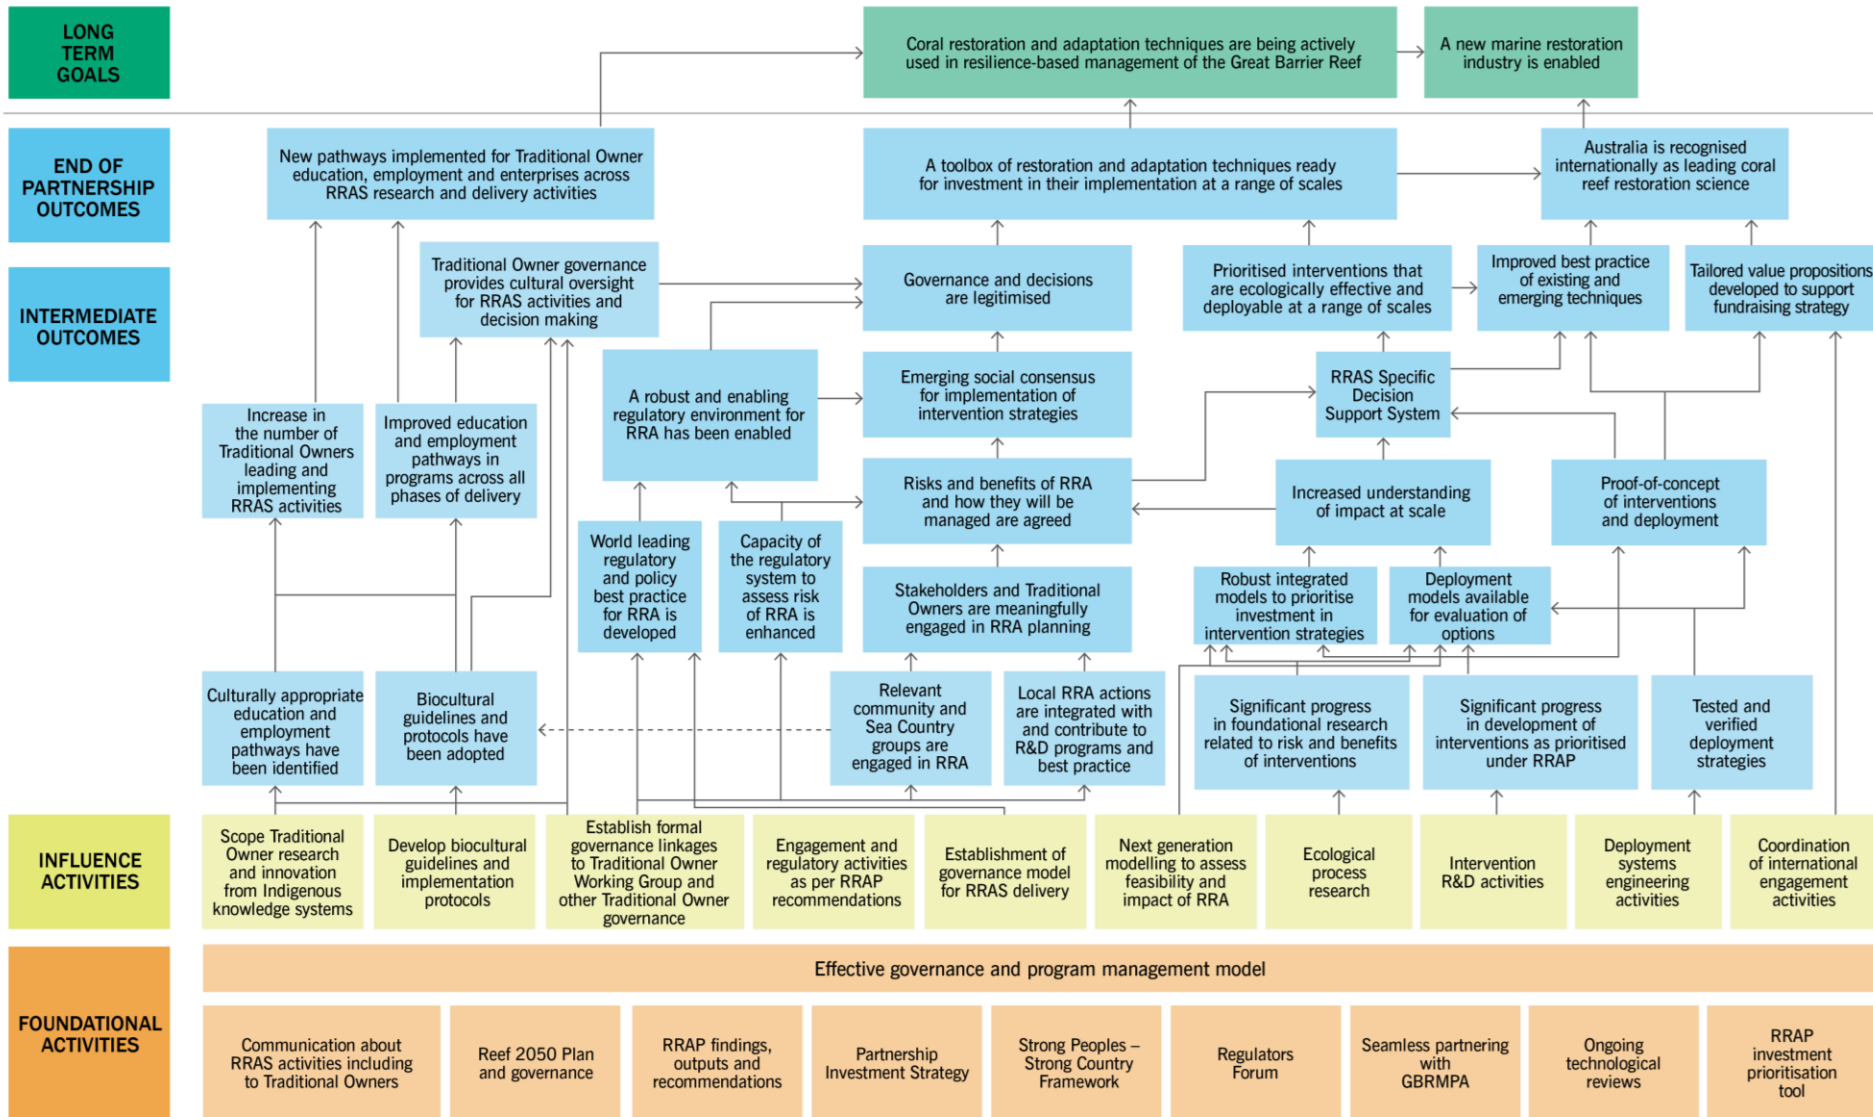 LONG
TERM
GOALS
Coral restoration and adaptation techniques are being actively
used in resilience-based management of the Great Barrier Reef
A new marine restoration
industry is enabled
END OF
PARTNERSHIP
OUTCOMES
New pathways implemented for Traditional Owner
education, employment and enterprises across
RRAS research and delivery activities
A toolbox of restoration and adaptation techniques ready
for investment in their implementation at a range of scales
Australia is recognised
internationally as leading coral
reef restoration science
INTERMEDIATE
OUTCOMES
Traditional Owner governance
provides cultural oversight
for RRAS activities and
decision making
Governance and decisions
are legitimised
Prioritised interventions that
are ecologically effective and
deployable at a range of scales
Improved best practice
of existing and
emerging techniques
Tailored value propositions
developed to support
fundraising strategy
Increase in
the number of
Traditional Owners
leading and
implementing
RRAS activities
Improved education
and employment
pathways in
programs across all
phases of delivery
A robust and enabling
regulatory environment for
RRA has been enabled
Emerging social consensus
for implementation of
intervention strategies
RRAS Specific
Decision
Support System
Risks and benefits of RRA
and how they will be
managed are agreed
Increased understanding
of impact at scale
Proof-of-concept
of interventions
and deployment
World leading
regulatory
and policy
best practice
for RRA is
developed
Capacity of
the regulatory
system to
assess risk
of RRA is
enhanced
Stakeholders and Traditional
Owners are meaningfully
engaged in RRA planning
Robust integrated
models to prioritise
investment in
intervention strategies
Deployment
models available
for evaluation of
options
Culturally appropriate
education and
employment
pathways have
been identified
Biocultural
guidelines and
protocols have
been adopted
Relevant
community and
Sea Country
groups are
engaged in RRA
Local RRA actions
are integrated with
and contribute to
R&D programs and
best practice
Significant progress
in foundational research
related to risk and benefits
of interventions
Significant progress
in development of
interventions as prioritised
under RRAP
Tested and
verified
deployment
strategies
INFLUENCE
ACTIVITIES
Scope Traditional
Owner research
and innovation
from Indigenous
knowledge systems
Develop biocultural
guidelines and
implementation
protocols
Establish formal
governance linkages
to Traditional Owner
Working Group and
other Traditional Owner
governance
Engagement and
regulatory activities
as per RRAP
recommendations
Establishment of
governance model
for RRAS delivery
Next generation
modelling to assess
feasibility and
impact of RRA
Ecological
process
research
Intervention
R&D activities
Deployment
systems
engineering
activities
Coordination
of international
engagement
activities
FOUNDATIONAL
ACTIVITIES
Effective governance and program management model
Communication about
RRAS activities including
to Traditional Owners
Reef 2050 Plan
and governance
RRAP findings,
outputs and
recommendations
Partnership
Investment Strategy
Strong Peoples –
Strong Country
Framework
Regulators
Forum
Seamless partnering
with
GBRMPA
Ongoing
technological
reviews
RRAP
investment
prioritisation
tool